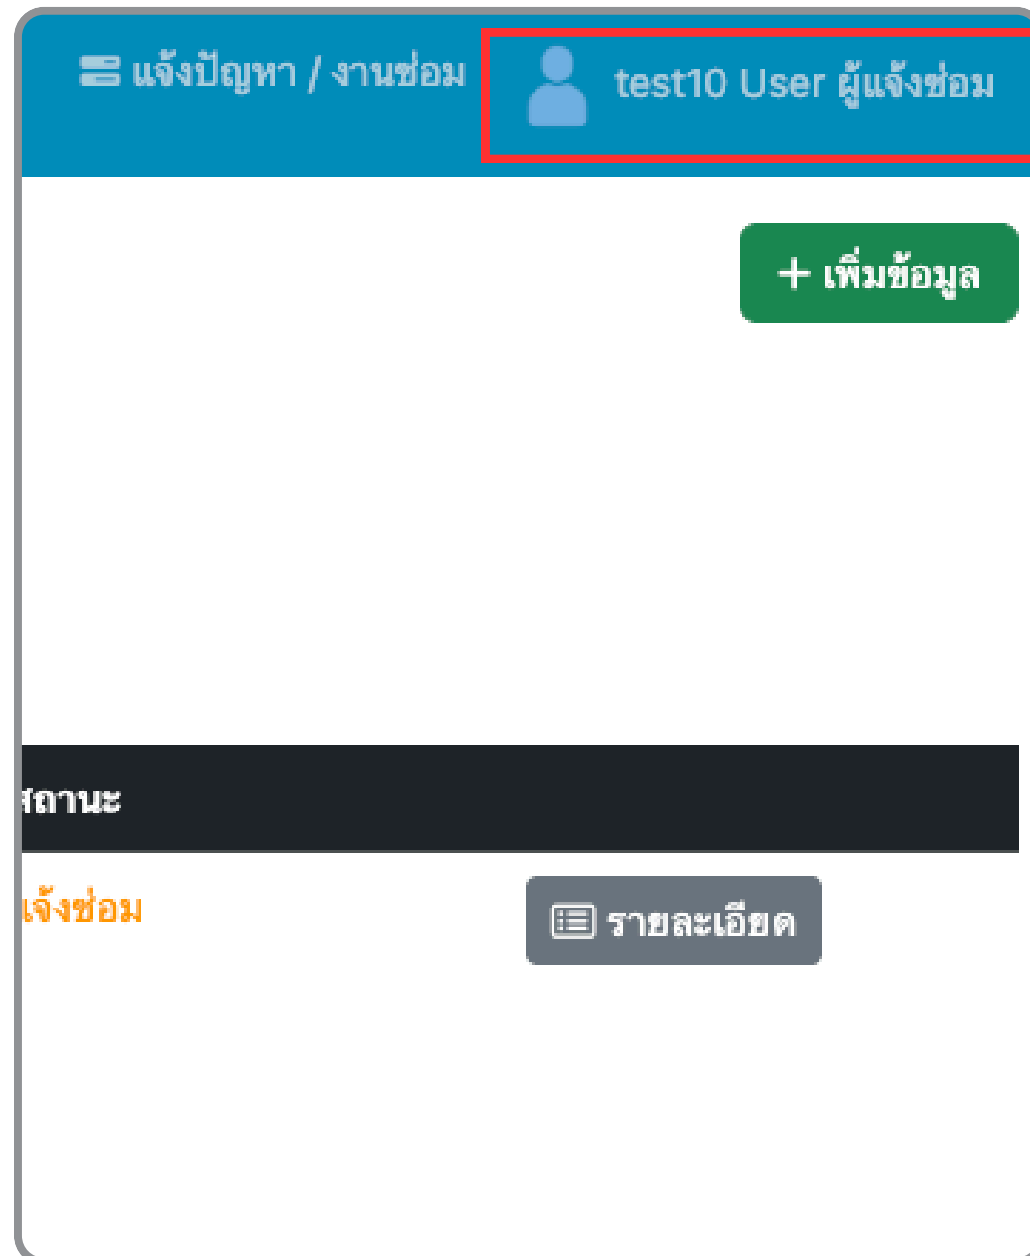 แจ้งปัญหา / งานซ่อม
test10 User ผู้แจ้งซ่อม
+ เพิ่มข้อมูล
สถานะ
แจ้งซ่อม
รายละเอียด